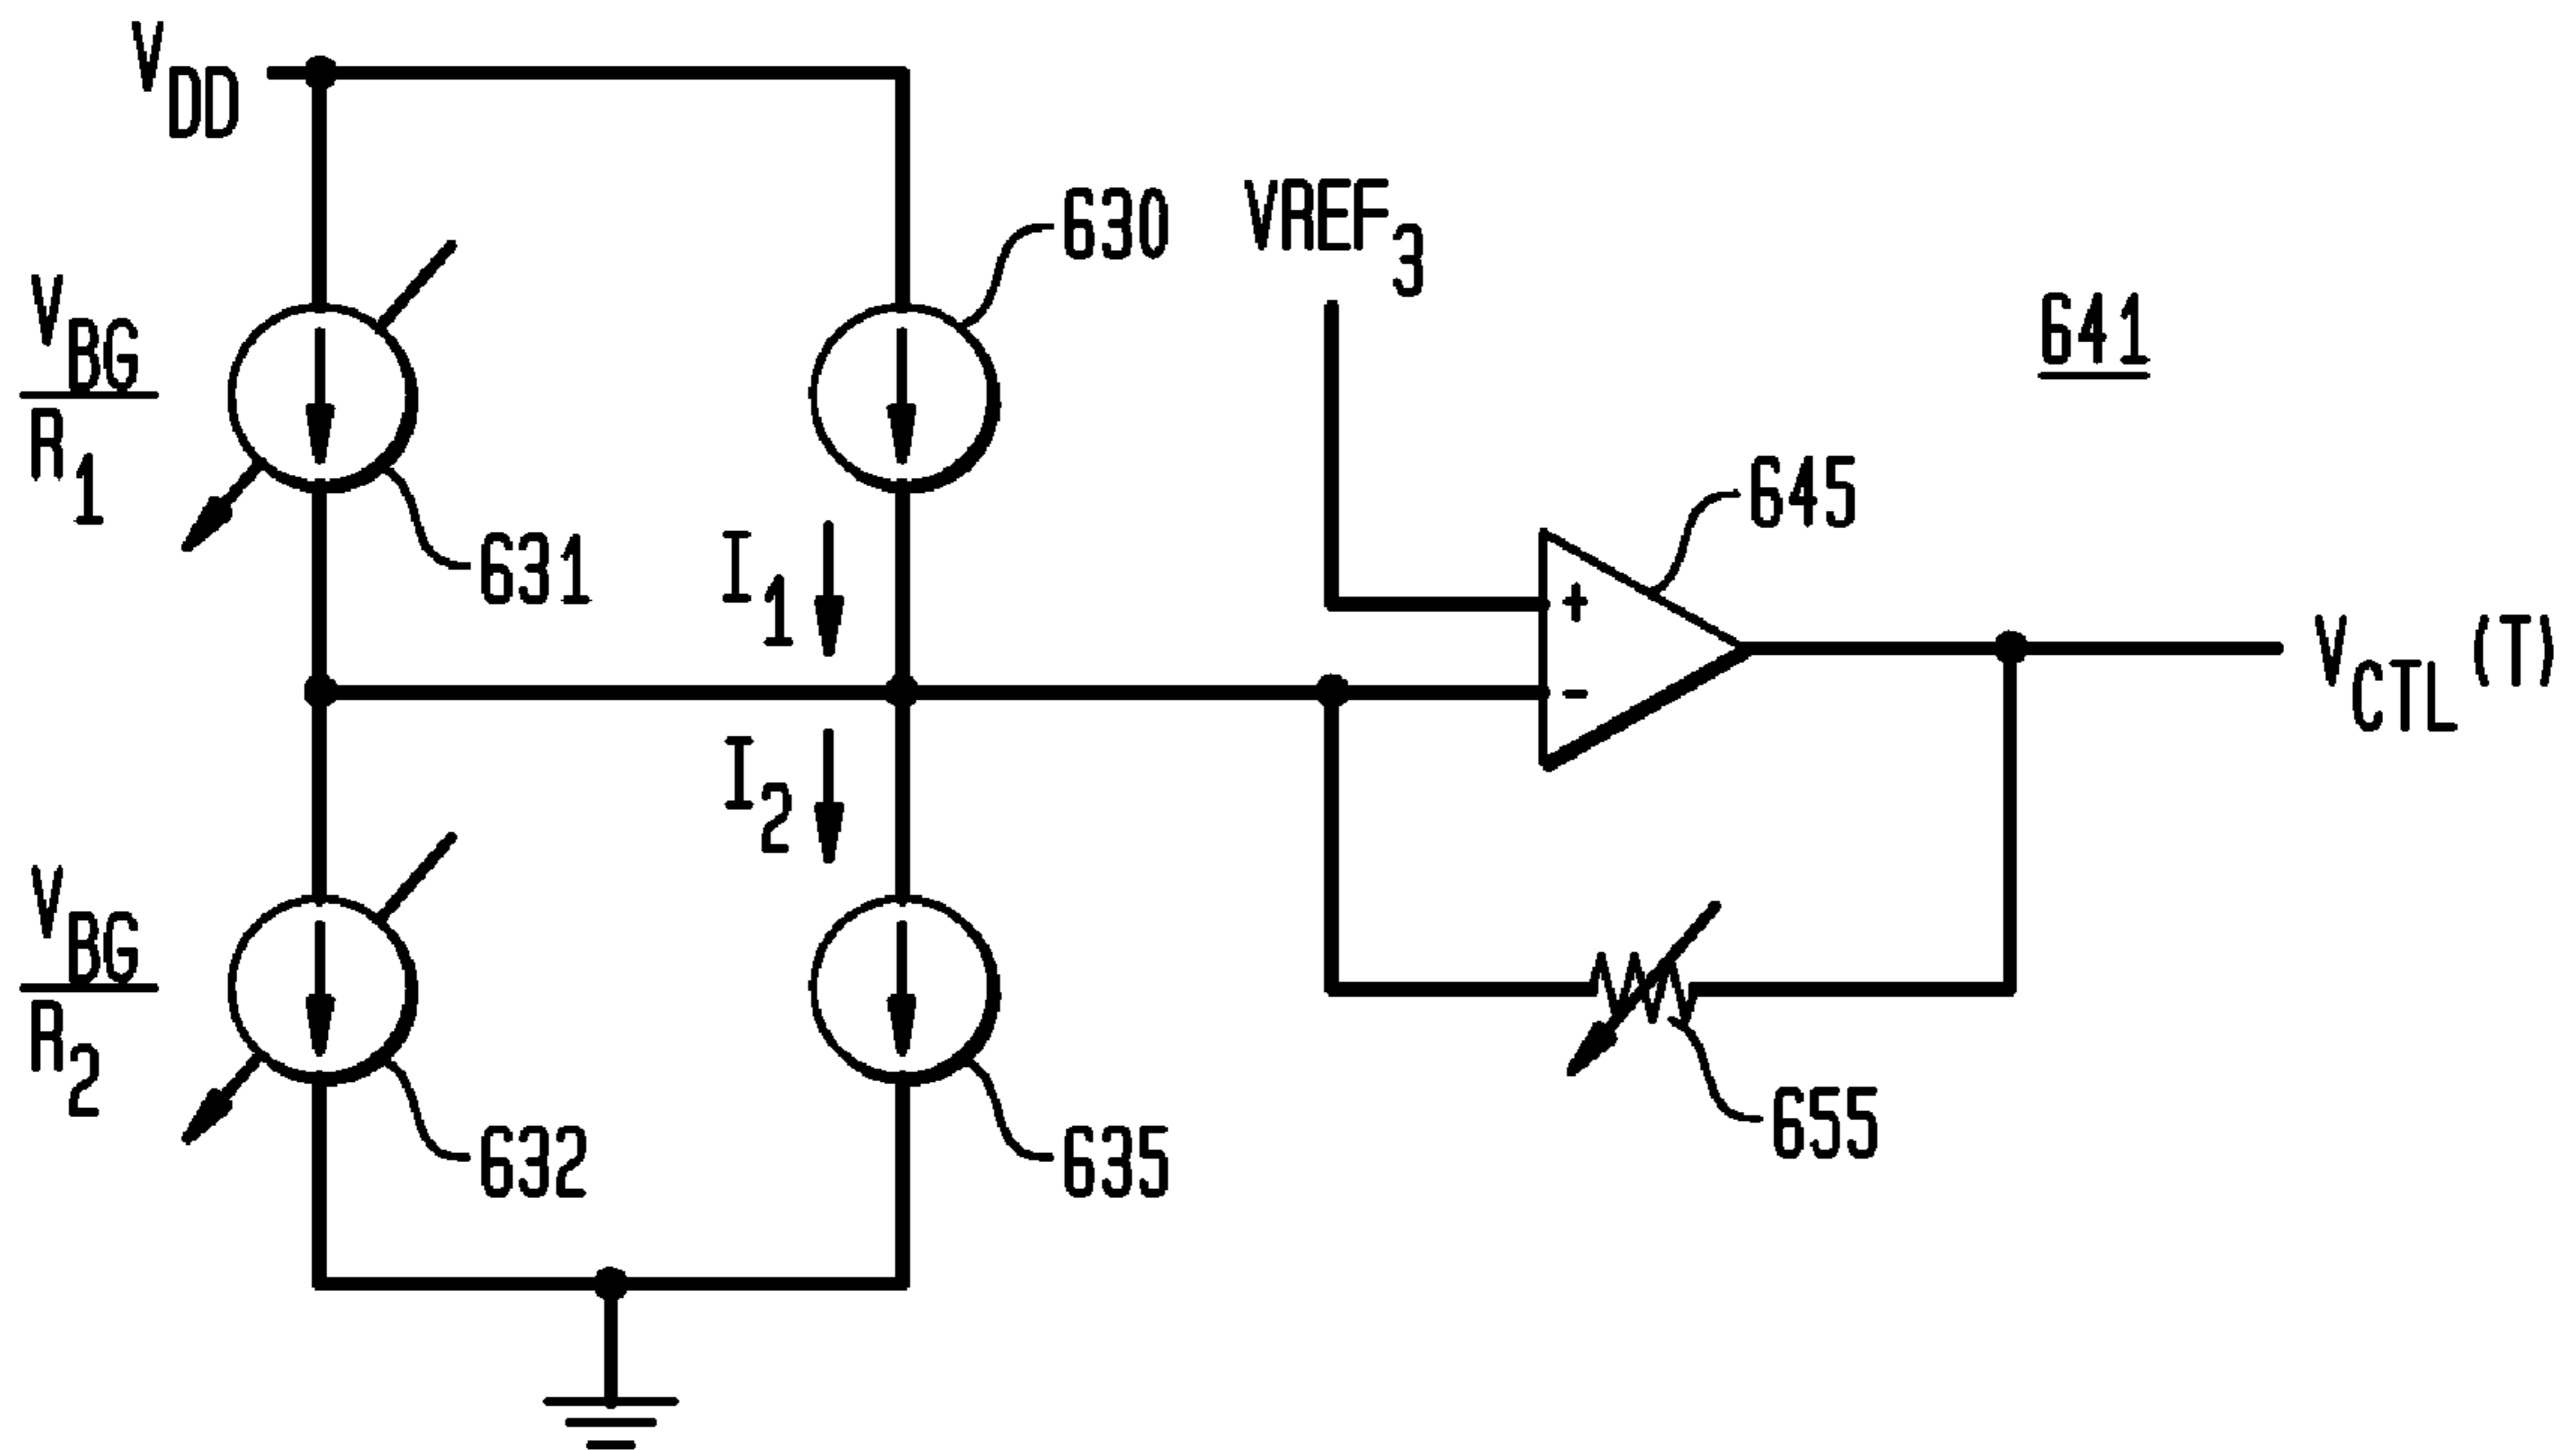 VDD
630
VREF3
VBG
R1
641
631
I1
645
+
-
VCTL(T)
I2
VBG
R2
632
635
655